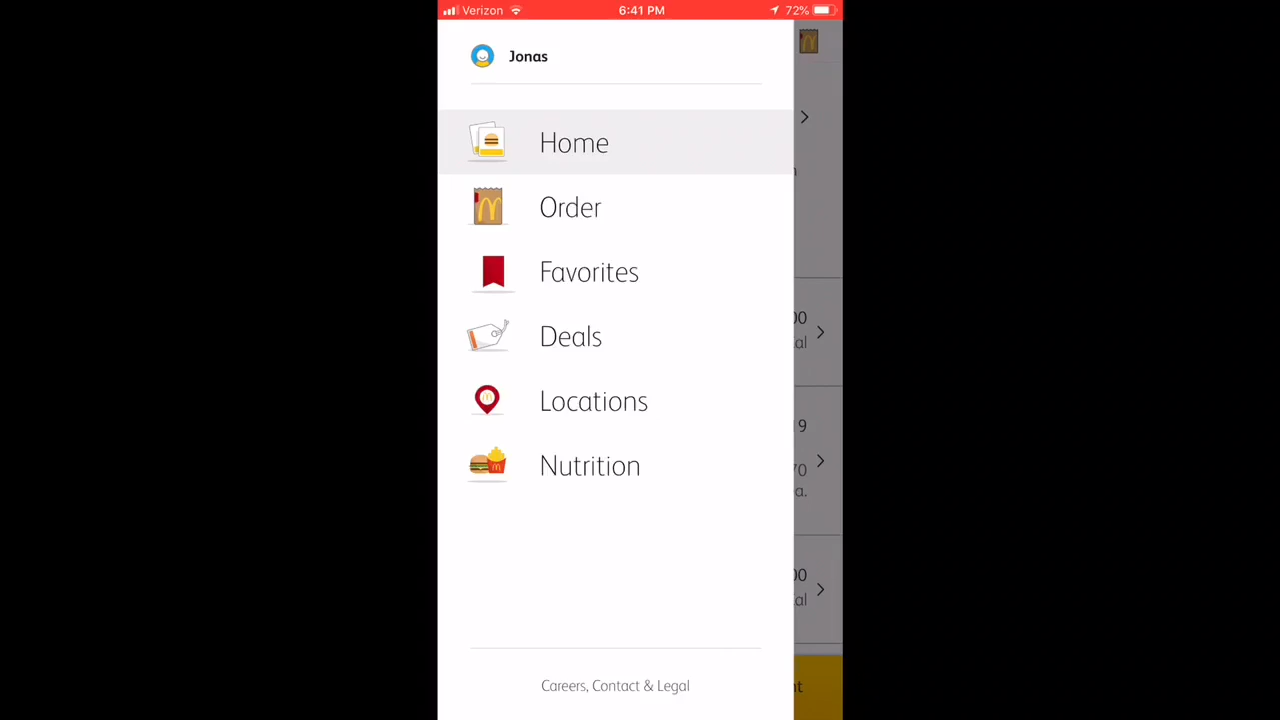 Verizon 6:41 PM 72%
Jonas
Home
Order
Favorites
Deals
Locations
Nutrition
Careers, Contact & Legal